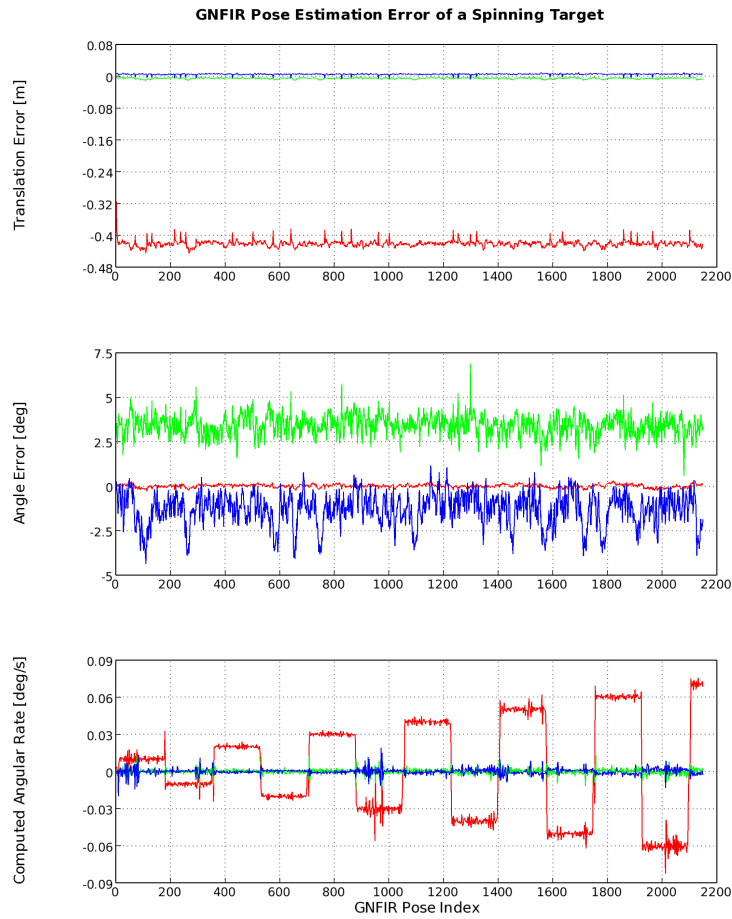 GNFIR Pose Estimation Error of a Spinning Target
Translation Error [m]
0.08
0
-0.08
-0.16
-0.24
-0.32
-0.4
-0.48
0 200 400 600 800 1000 1200 1400 1600 1800 2000 2200
Angle Error [deg]
7.5
5
2.5
0
-2.5
-5
0 200 400 600 800 1000 1200 1400 1600 1800 2000 2200
Computed Angular Rate [deg/s]
0.09
0.06
0.03
0
-0.03
-0.06
-0.09
0 200 400 600 800 1000 1200 1400 1600 1800 2000 2200
GNFIR Pose Index